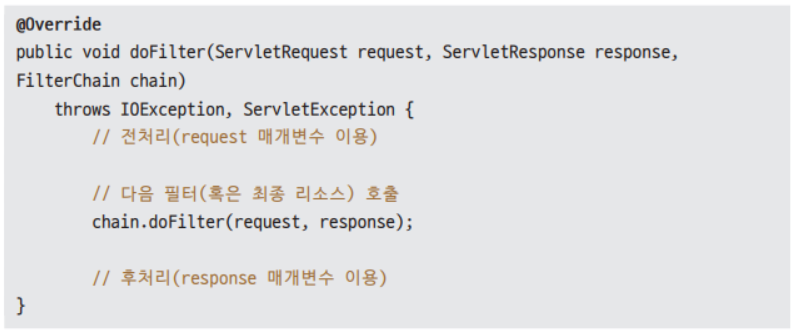 @Override
public void doFilter(ServletRequest request, ServletResponse response,
FilterChain chain)
    throws IOException, ServletException {
        // 전처리(request 매개변수 이용)

        // 다음 필터(혹은 최종 리소스) 호출
        chain.doFilter(request, response);

        // 후처리(response 매개변수 이용)
}